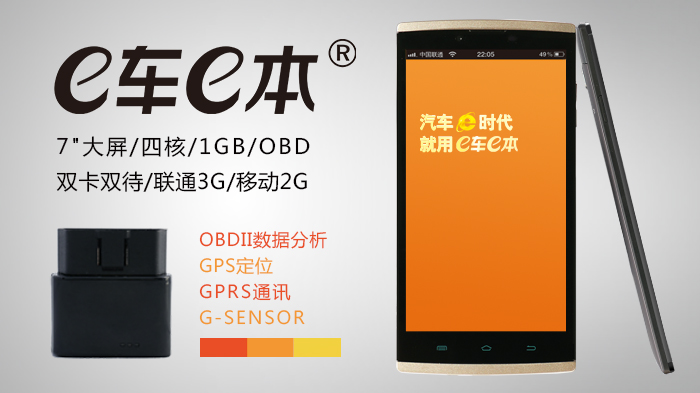 e车e本®
7"大屏/四核/1GB/OBD
双卡双待/联通3G/移动2G
OBDII数据分析
GPS定位
GPRS通讯
G-SENSOR
中国联通 22:05 49%
汽车e时代
就用e车e本